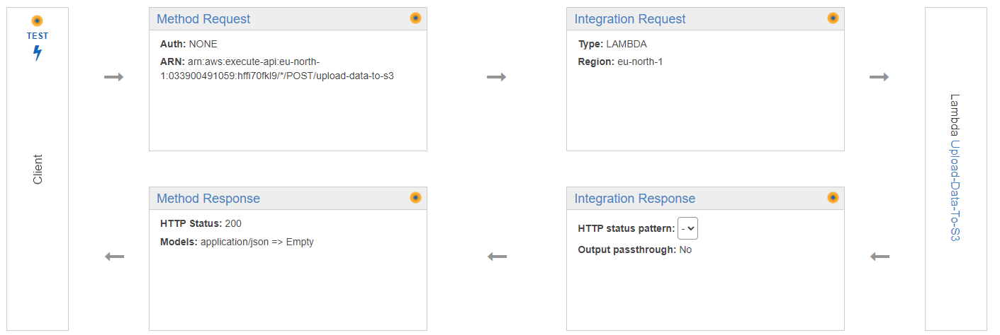 TEST
Client
Method Request
Auth: NONE
ARN: arn:aws:execute-api:eu-north-
1:033900491059:hffi70fkl9/*/POST/upload-data-to-s3
Integration Request
Type: LAMBDA
Region: eu-north-1
Lambda Upload-Data-To-S3
Method Response
HTTP Status: 200
Models: application/json => Empty
Integration Response
HTTP status pattern: -
Output passthrough: No